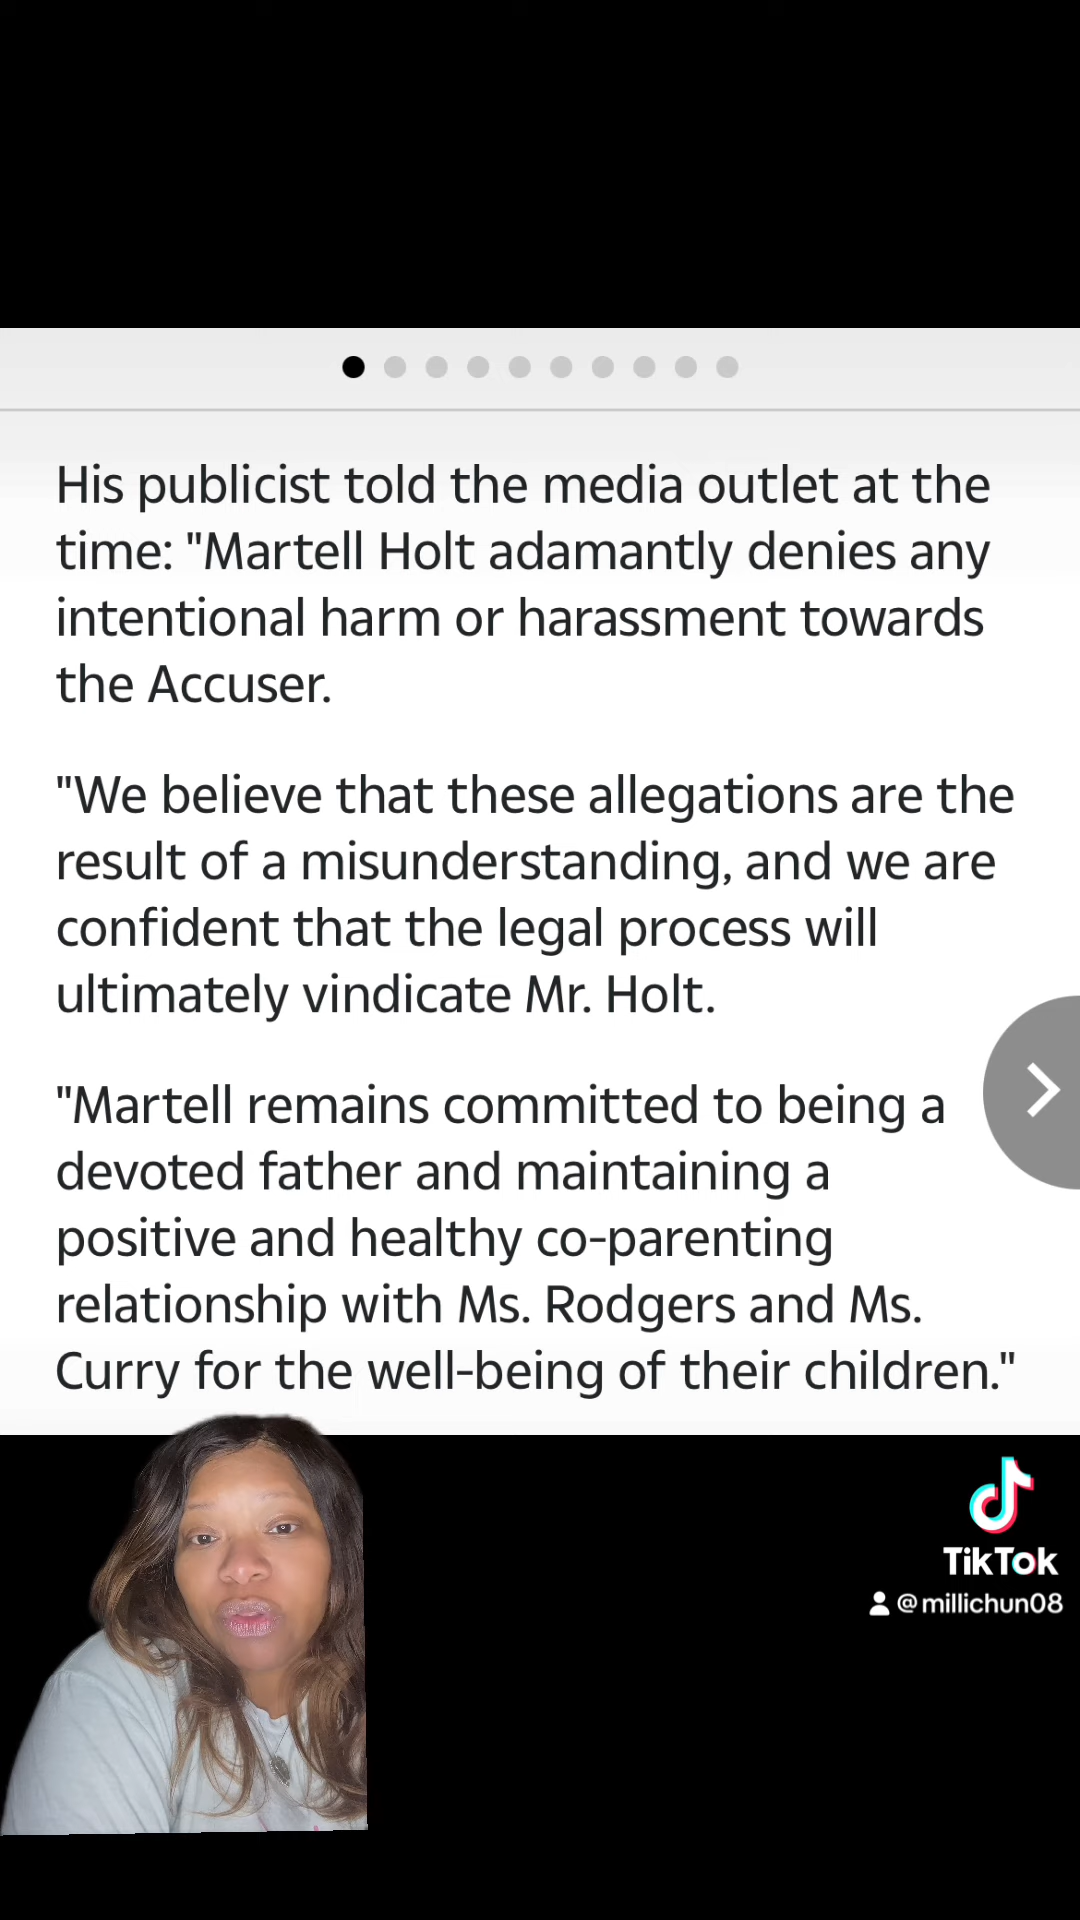 His publicist told the media outlet at the
time: "Martell Holt adamantly denies any
intentional harm or harassment towards
the Accuser.
"We believe that these allegations are the
result of a misunderstanding, and we are
confident that the legal process will
ultimately vindicate Mr. Holt.
"Martell remains committed to being a
devoted father and maintaining a
positive and healthy co-parenting
relationship with Ms. Rodgers and Ms.
Curry for the well-being of their children."
TikTok
@millichun08